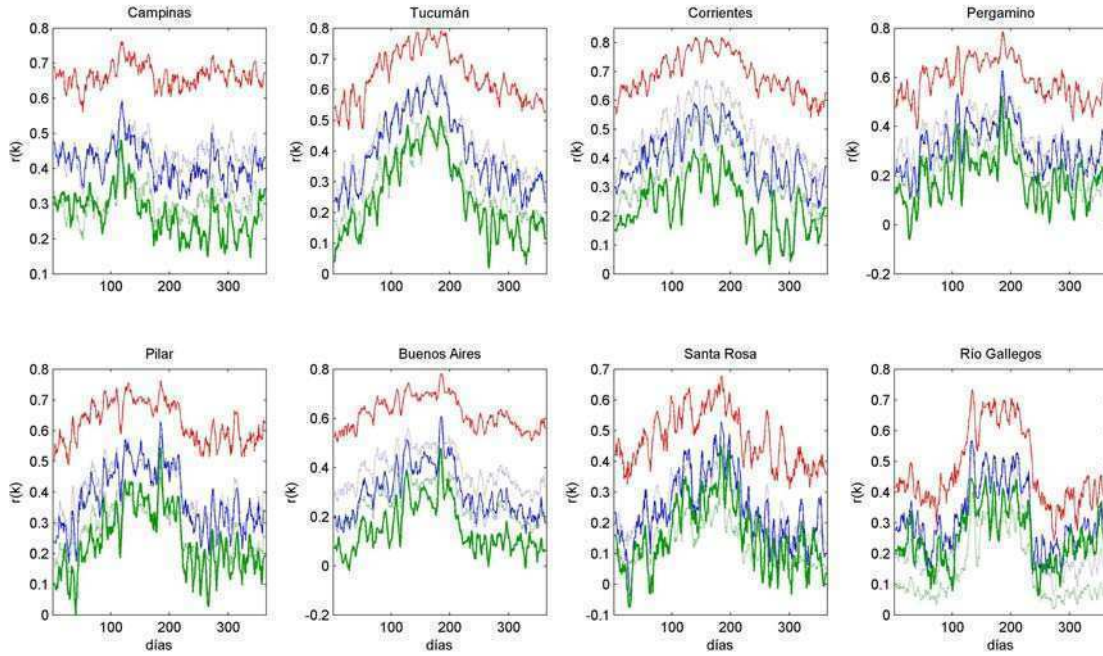 Campinas
0.8
0.7
0.6
0.5
0.4
0.3
0.2
0.1
r(k)
100 200 300
Tucumán
0.8
0.7
0.6
0.5
0.4
0.3
0.2
0.1
0
r(k)
100 200 300
Corrientes
0.8
0.7
0.6
0.5
0.4
0.3
0.2
0.1
0
r(k)
100 200 300
Pergamino
0.8
0.6
0.4
0.2
0
-0.2
r(k)
100 200 300
Pilar
0.8
0.7
0.6
0.5
0.4
0.3
0.2
0.1
0
r(k)
100 200 300
días
Buenos Aires
0.8
0.6
0.4
0.2
0
-0.2
r(k)
100 200 300
días
Santa Rosa
0.7
0.6
0.5
0.4
0.3
0.2
0.1
0
-0.1
r(k)
100 200 300
días
Río Gallegos
0.8
0.7
0.6
0.5
0.4
0.3
0.2
0.1
0
r(k)
100 200 300
días